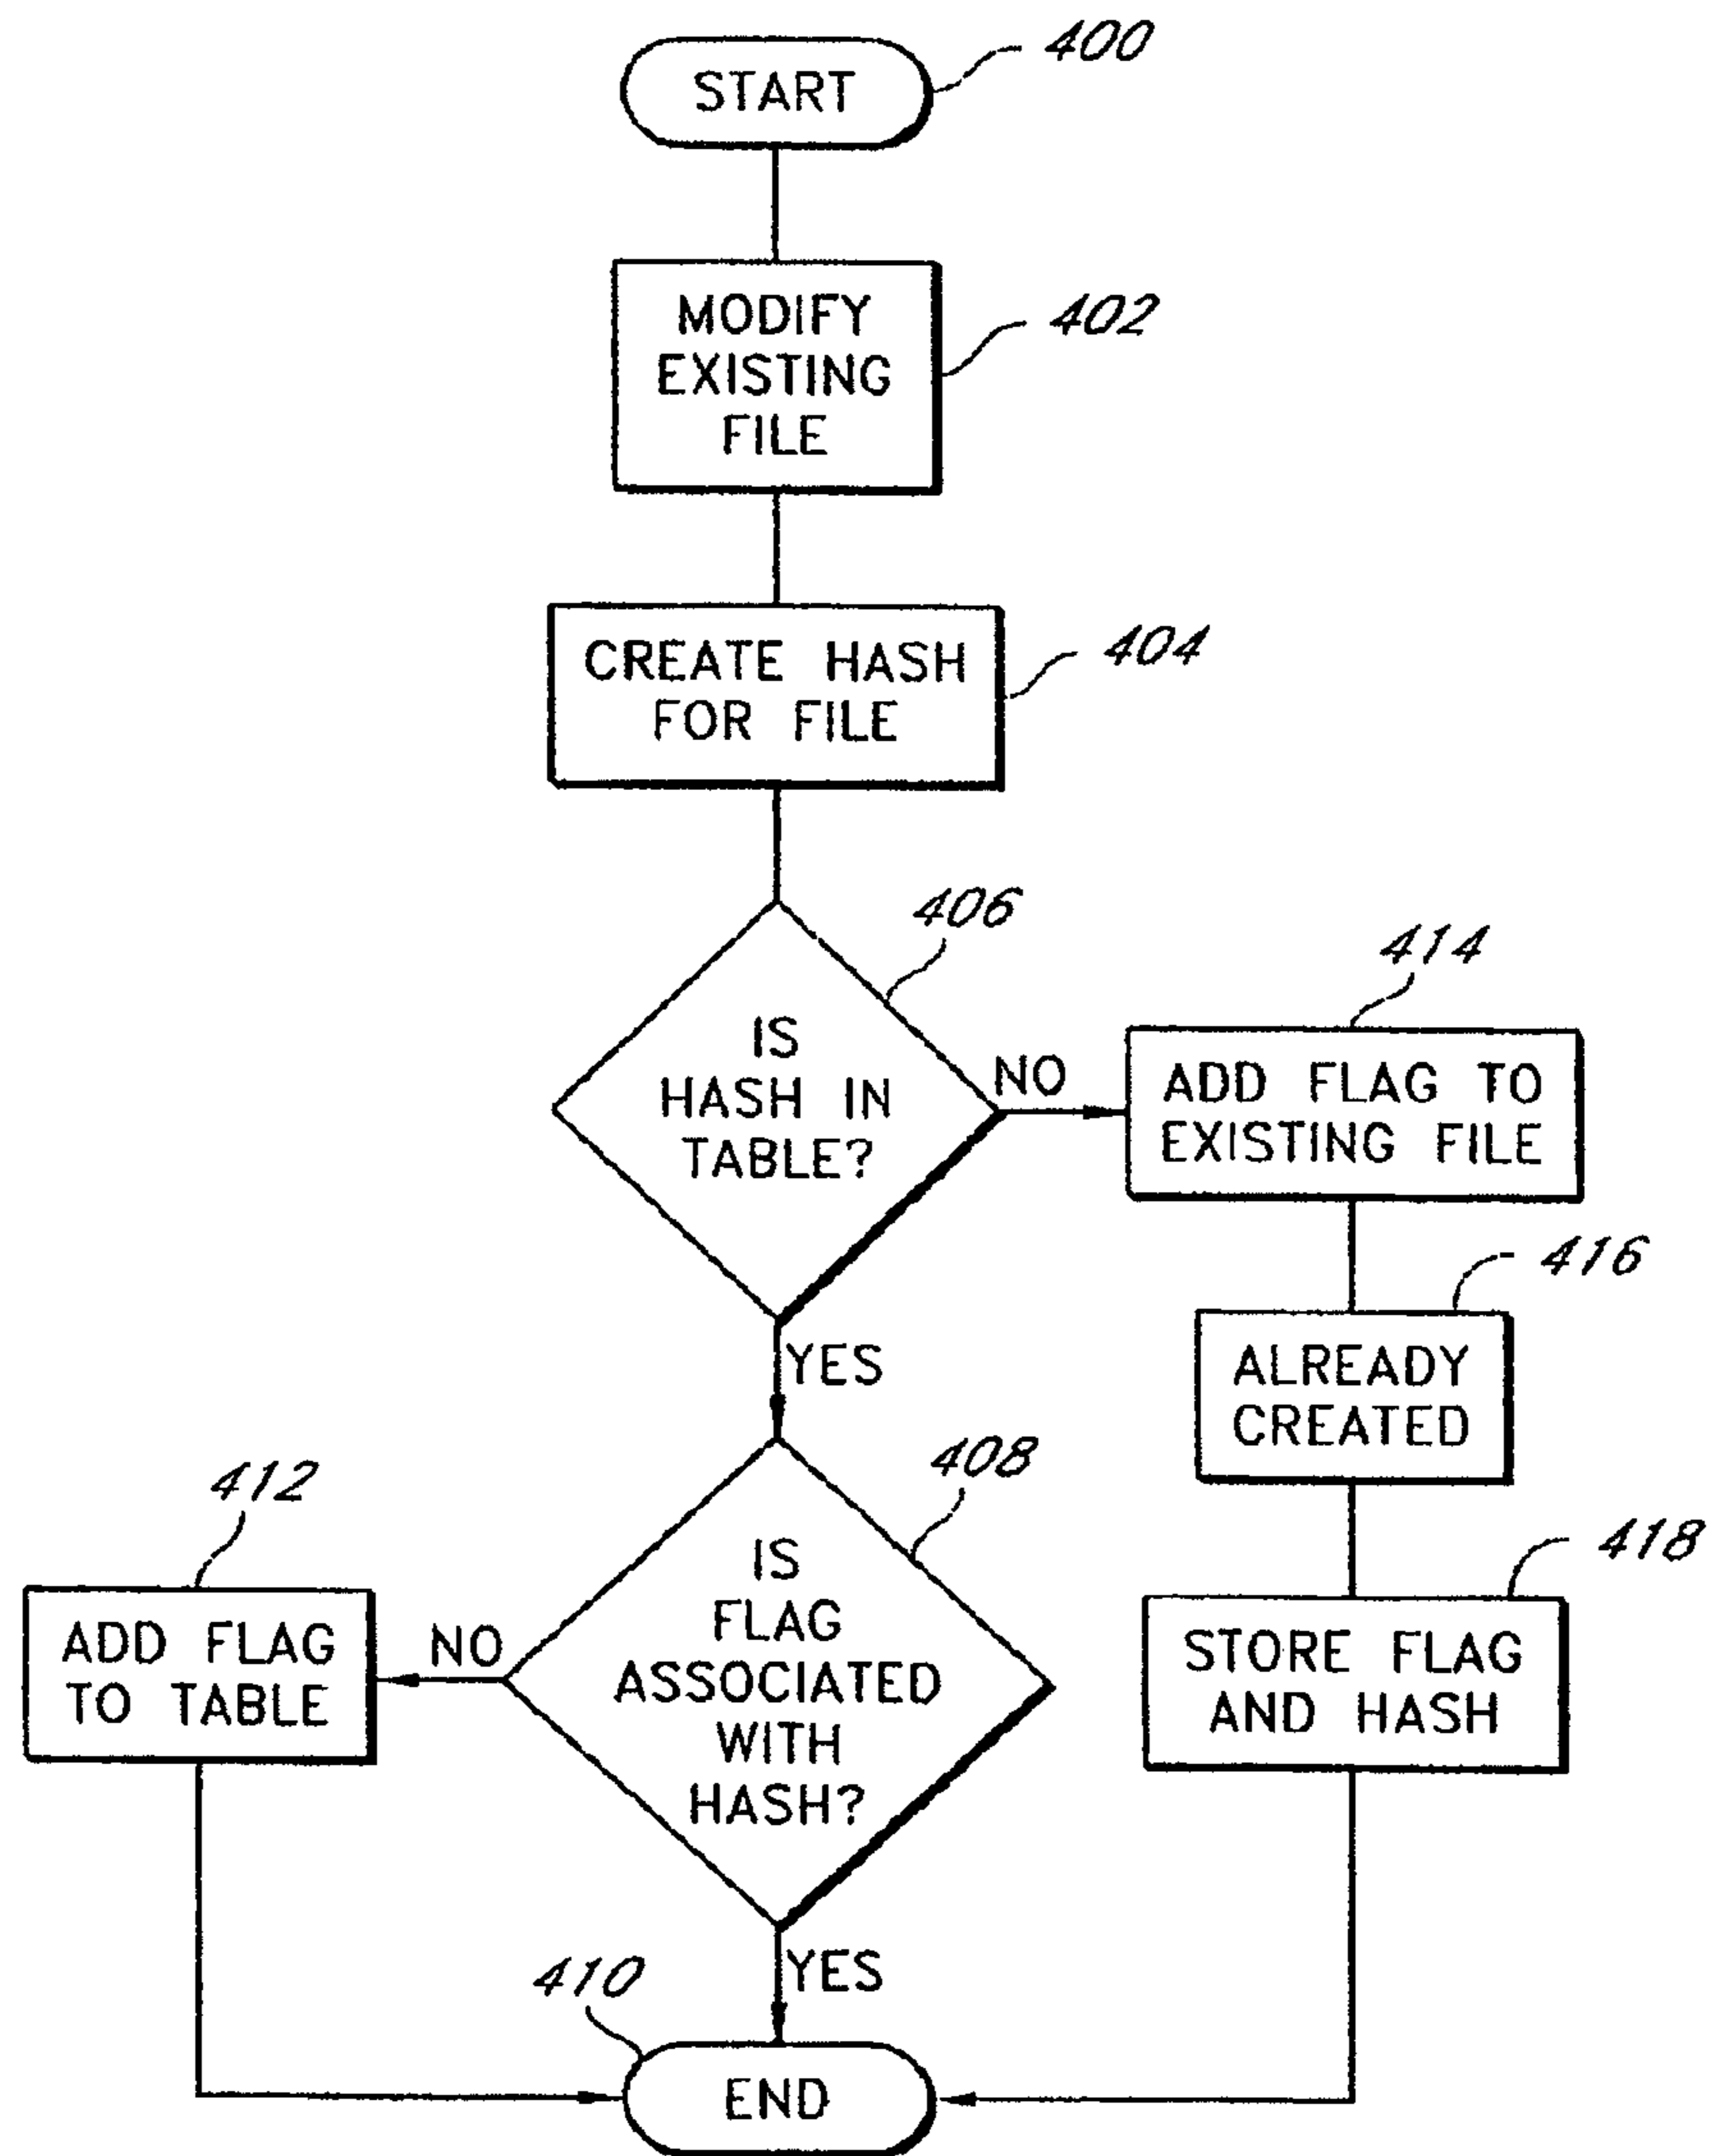 400
START
402
MODIFY
EXISTING
FILE
404
CREATE HASH
FOR FILE
406
IS
HASH IN
TABLE?
NO
414
ADD FLAG TO
EXISTING FILE
416
ALREADY
CREATED
418
STORE FLAG
AND HASH
YES
408
IS
FLAG
ASSOCIATED
WITH
HASH?
NO
412
ADD FLAG
TO TABLE
YES
410
END